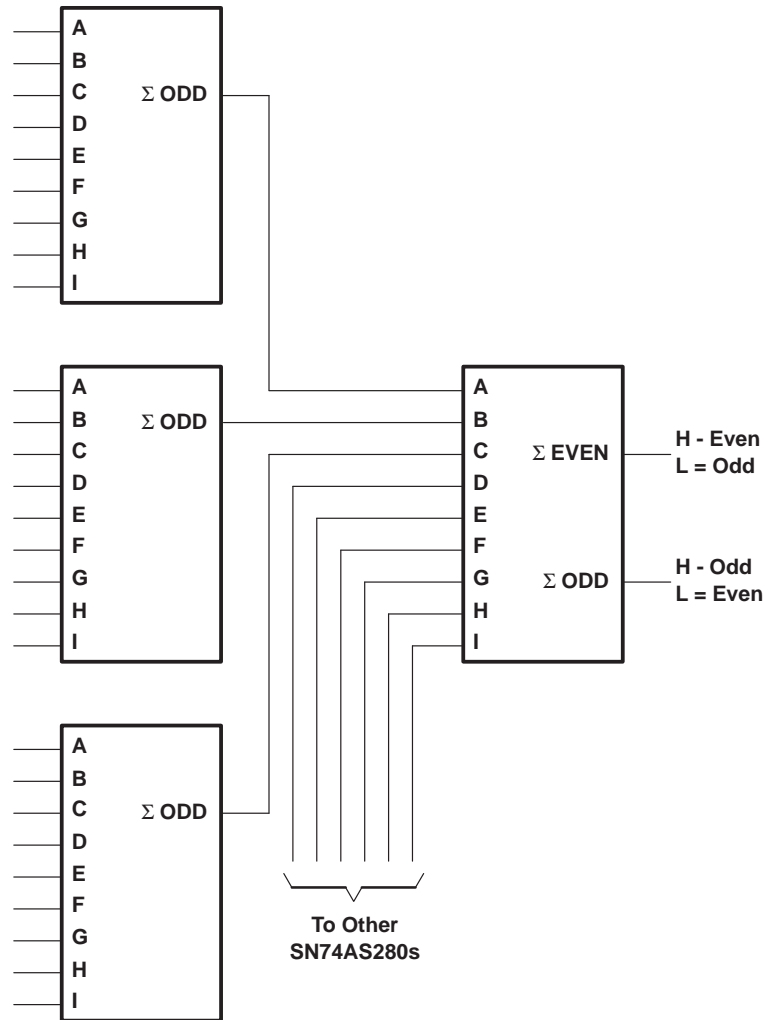 A
B
C Σ ODD
D
E
F
G
H
I
A
B Σ ODD
C
D
E
F
G
H
I
A
B
C Σ ODD
D
E
F
G
H
I
A
B
C Σ EVEN
D
E
F
G Σ ODD
H
I
H - Even
L = Odd
H - Odd
L = Even
To Other
SN74AS280s